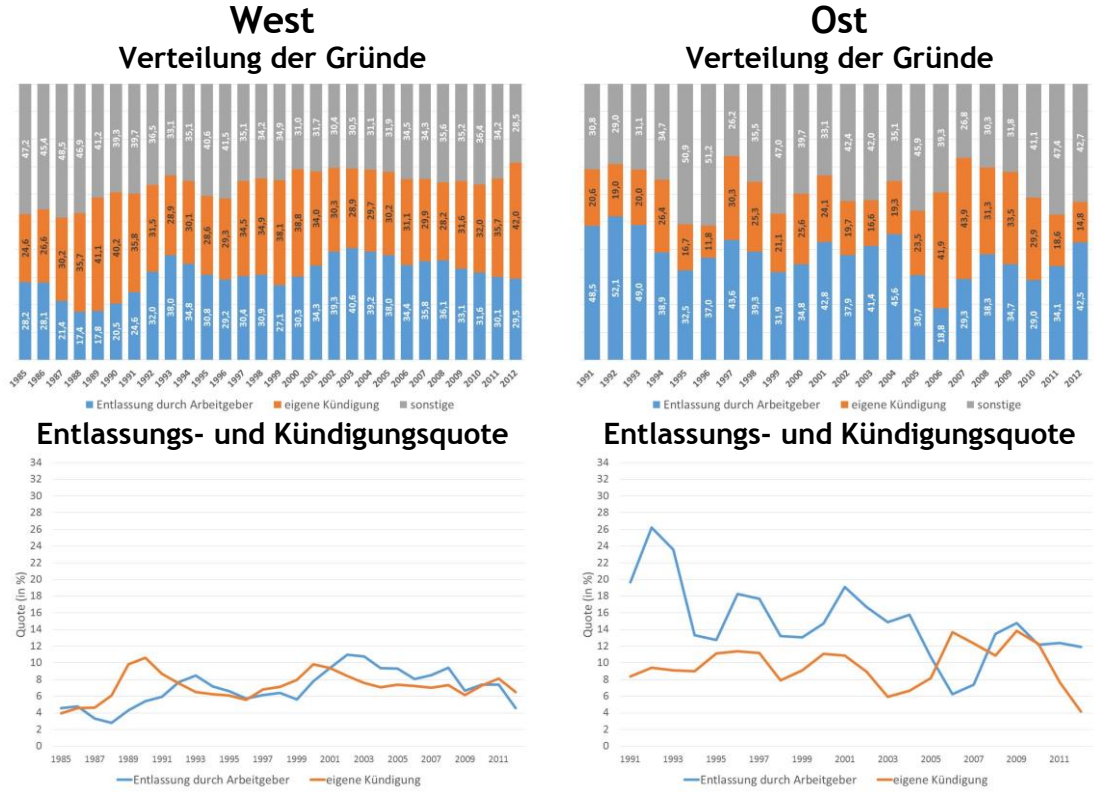 West
Verteilung der Gründe
47,2 45,4 48,5 46,9 41,2 39,3 39,7 36,5 33,1 35,1 40,6 41,5 35,1 34,2 34,9 31,0 31,7 30,4 30,5 31,1 31,9 34,5 34,3 35,6 35,2 36,4 34,2 28,5
24,6 26,6 30,2 35,7 41,1 40,2 35,8 31,5 28,9 30,1 28,6 29,3 34,5 34,9 38,1 38,8 34,0 30,3 28,9 29,7 30,2 31,1 29,9 28,2 31,6 32,0 35,7 42,0
28,2 28,1 21,4 17,4 17,8 20,5 24,6 32,0 38,0 34,8 30,8 29,2 30,4 30,9 27,1 30,3 34,3 39,3 40,6 39,2 38,0 34,4 35,8 36,1 33,1 31,6 30,1 29,5
1985 1986 1987 1988 1989 1990 1991 1992 1993 1994 1995 1996 1997 1998 1999 2000 2001 2002 2003 2004 2005 2006 2007 2008 2009 2010 2011 2012
Entlassung durch Arbeitgeber eigene Kündigung sonstige
Ost
Verteilung der Gründe
30,8 29,0 31,1 34,7 50,9 51,2 26,2 35,5 47,0 39,7 33,1 42,4 42,0 35,1 45,9 39,3 26,8 30,3 31,8 41,1 47,4 42,7
20,6 19,0 20,0 26,4 16,7 11,8 30,3 25,3 21,1 25,6 24,1 19,7 16,6 19,3 23,5 41,9 43,9 31,3 33,5 29,9 18,6 14,8
48,5 52,1 49,0 38,9 32,5 37,0 43,6 39,3 31,9 34,8 42,8 37,9 41,4 45,6 30,7 18,8 29,3 38,3 34,7 29,0 34,1 42,5
1991 1992 1993 1994 1995 1996 1997 1998 1999 2000 2001 2002 2003 2004 2005 2006 2007 2008 2009 2010 2011 2012
Entlassung durch Arbeitgeber eigene Kündigung sonstige
Entlassungs- und Kündigungsquote
Quote (in %)
34
32
30
28
26
24
22
20
18
16
14
12
10
8
6
4
2
0
1985 1987 1989 1991 1993 1995 1997 1999 2001 2003 2005 2007 2009 2011
Entlassung durch Arbeitgeber eigene Kündigung
Entlassungs- und Kündigungsquote
Quote (in %)
34
32
30
28
26
24
22
20
18
16
14
12
10
8
6
4
2
0
1991 1993 1995 1997 1999 2001 2003 2005 2007 2009 2011
Entlassung durch Arbeitgeber eigene Kündigung